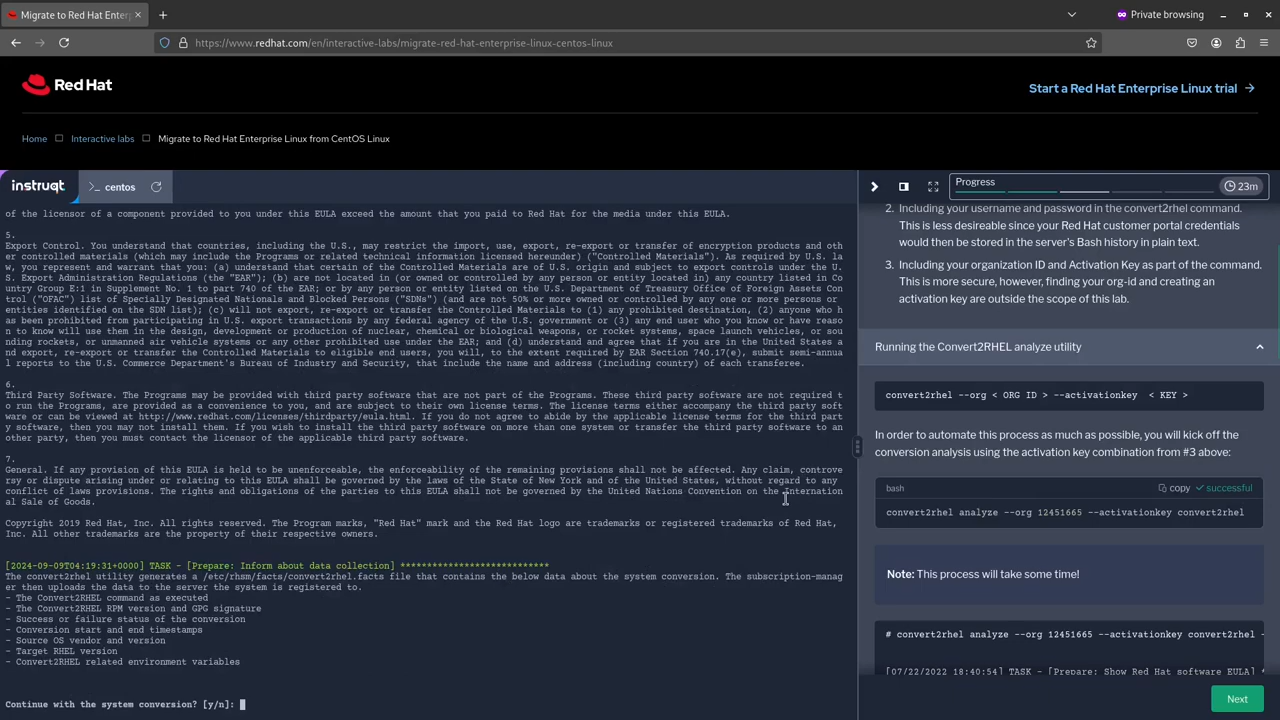 Migrate to Red Hat Enter
Private browsing
https://www.redhat.com/en/interactive-labs/migrate-red-hat-enterprise-linux-centos-linux
Red Hat
Start a Red Hat Enterprise Linux trial
Home
Interactive labs
Migrate to Red Hat Enterprise Linux from CentOS Linux
instruqt
>_ centos
of the licensor of a component provided to you under this EULA exceed the amount that you paid to Red Hat for the media under this EULA.
5.
Export Control. You understand that countries, including the U.S., may restrict the import, use, export, re-export or transfer of encryption products and oth
er controlled materials (which may include the Programs or related technical information licensed hereunder) ("Controlled Materials"). As required by U.S. la
w, you represent and warrant that you: (a) understand that certain of the Controlled Materials are of U.S. origin and subject to export controls under the U.
S. Export Administration Regulations (the "EAR"); (b) are not located in (or owned or controlled by any company or entity located in) any country listed in Co
untry Group E:1 in Supplement No. 1 to part 740 of the EAR; or by any person or entity listed on the U.S. Department of Treasury Office of Foreign Assets Con
trol ("OFAC") list of Specially Designated Nationals and Blocked Persons ("SDNs") (and are not 50% or more owned or controlled by any one or more persons or
entities identified on the SDN list); (c) will not export, re-export or transfer the Controlled Materials to (1) any prohibited destination, (2) anyone who h
as been prohibited from participating in U.S. export transactions by any federal agency of the U.S. government or (3) any end user who you know or have reaso
n to know will use them in the design, development or production of nuclear, chemical or biological weapons, or rocket systems, space launch vehicles, or sou
nding rockets, or unmanned air vehicle systems or any other prohibited use under the EAR; and (d) understand and agree that if you are in the United States a
nd export, re-export or transfer the Controlled Materials to eligible end users, you will, to the extent required by EAR Section 740.17(e), submit semi-annua
l reports to the U.S. Commerce Department's Bureau of Industry and Security, that include the name and address (including country) of each transferee.
6.
Third Party Software. The Programs may be provided with third party software that are not part of the Programs. These third party software are not required t
o run the Programs, are provided as a convenience to you, and are subject to their own license terms. The license terms either accompany the third party soft
ware or can be viewed at http://www.redhat.com/licenses/thirdparty/eula.html. If you do not agree to abide by the applicable license terms for the third part
y software, then you may not install them. If you wish to install the third party software on more than one system or transfer the third party software to an
other party, then you must contact the licensor of the applicable third party software.
7.
General. If any provision of this EULA is held to be unenforceable, the enforceability of the remaining provisions shall not be affected. Any claim, controve
rsy or dispute arising under or relating to this EULA shall be governed by the laws of the State of New York and of the United States, without regard to any
conflict of laws provisions. The rights and obligations of the parties to this EULA shall not be governed by the United Nations Convention on the Internation
al Sale of Goods.
Copyright 2019 Red Hat, Inc. All rights reserved. The Program marks, "Red Hat" mark and the Red Hat logo are trademarks or registered trademarks of Red Hat,
Inc. All other trademarks are the property of their respective owners.
[2024-09-09T04:19:31+0000] TASK - [Prepare: Inform about data collection] ****************************
The convert2rhel utility generates a /etc/rhsm/facts/convert2rhel.facts file that contains the below data about the system conversion. The subscription-manag
er then uploads the data to the server the system is registered to.
- The Convert2RHEL command as executed
- The Convert2RHEL RPM version and GPG signature
- Success or failure status of the conversion
- Conversion start and end timestamps
- Source OS vendor and version
- Target RHEL version
- Convert2RHEL related environment variables
Continue with the system conversion? [y/n]:
Progress
23m
2. Including your username and password in the convert2rhel command.
This is less desireable since your Red Hat customer portal credentials
would then be stored in the server's Bash history in plain text.
3. Including your organization ID and Activation Key as part of the command.
This is more secure, however, finding your org-id and creating an
activation key are outside the scope of this lab.
Running the Convert2RHEL analyze utility
convert2rhel --org < ORG ID > --activationkey < KEY >
In order to automate this process as much as possible, you will kick off the
conversion analysis using the activation key combination from #3 above:
bash
copy
successful
convert2rhel analyze --org 12451665 --activationkey convert2rhel
Note: This process will take some time!
# convert2rhel analyze --org 12451665 --activationkey convert2rhel -
[07/22/2022 18:40:54] TASK - [Prepare: Show Red Hat software EULA] *
Next